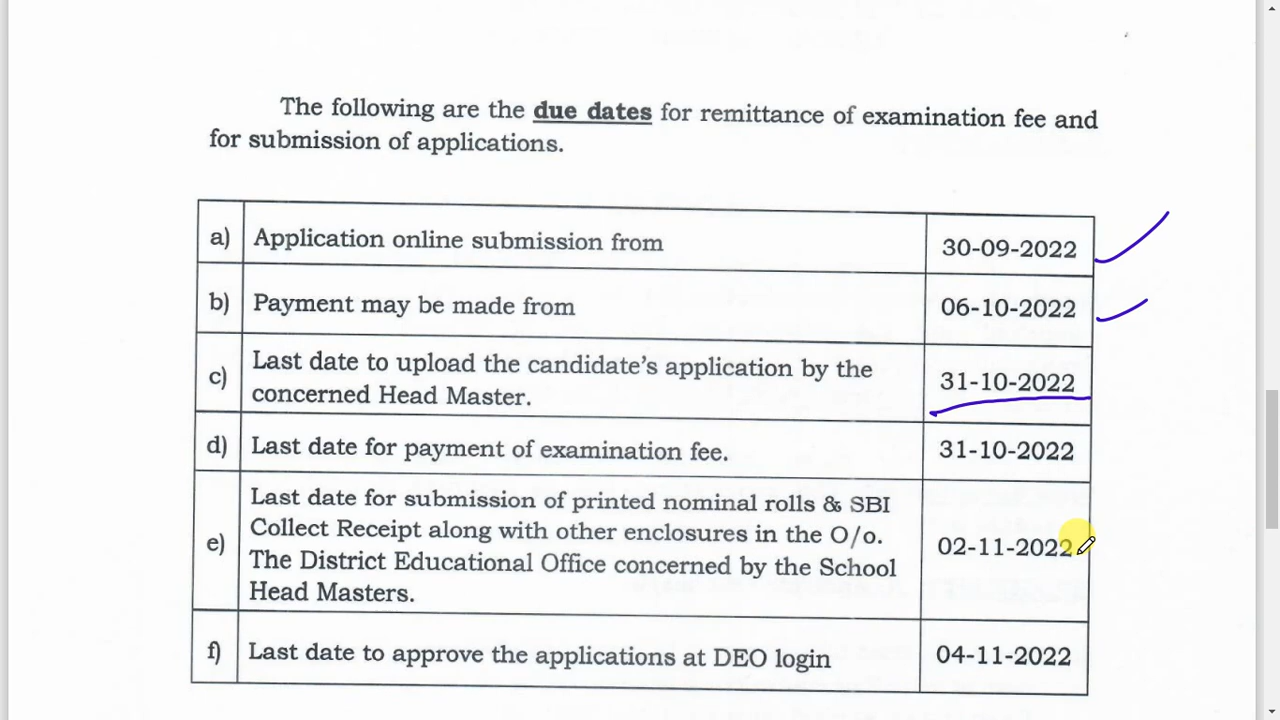 The following are the due dates for remittance of examination fee and
for submission of applications.
a) Application online submission from 30-09-2022
b) Payment may be made from 06-10-2022
c) Last date to upload the candidate's application by the
concerned Head Master. 31-10-2022
d) Last date for payment of examination fee. 31-10-2022
e) Last date for submission of printed nominal rolls & SBI
Collect Receipt along with other enclosures in the O/o.
The District Educational Office concerned by the School
Head Masters. 02-11-2022
f) Last date to approve the applications at DEO login 04-11-2022